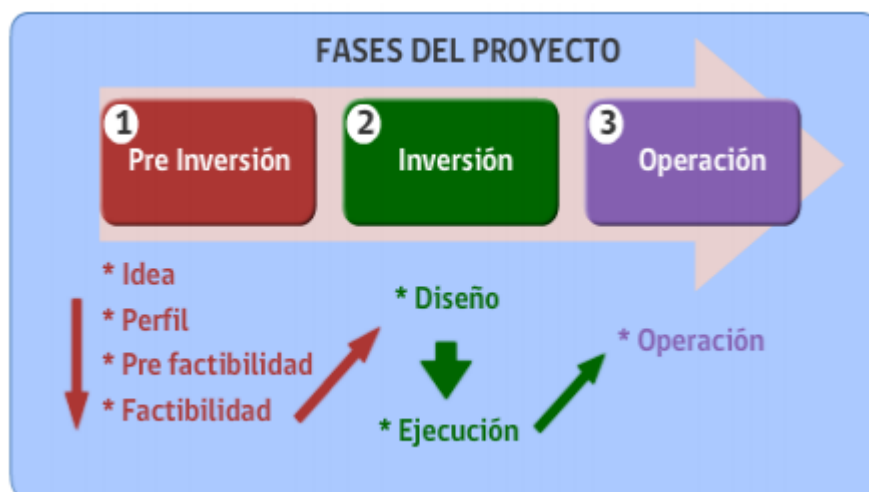 FASES DEL PROYECTO
1
Pre Inversión
2
Inversión
3
Operación
* Idea
* Perfil
* Pre factibilidad
* Factibilidad
* Diseño
* Ejecución
* Operación